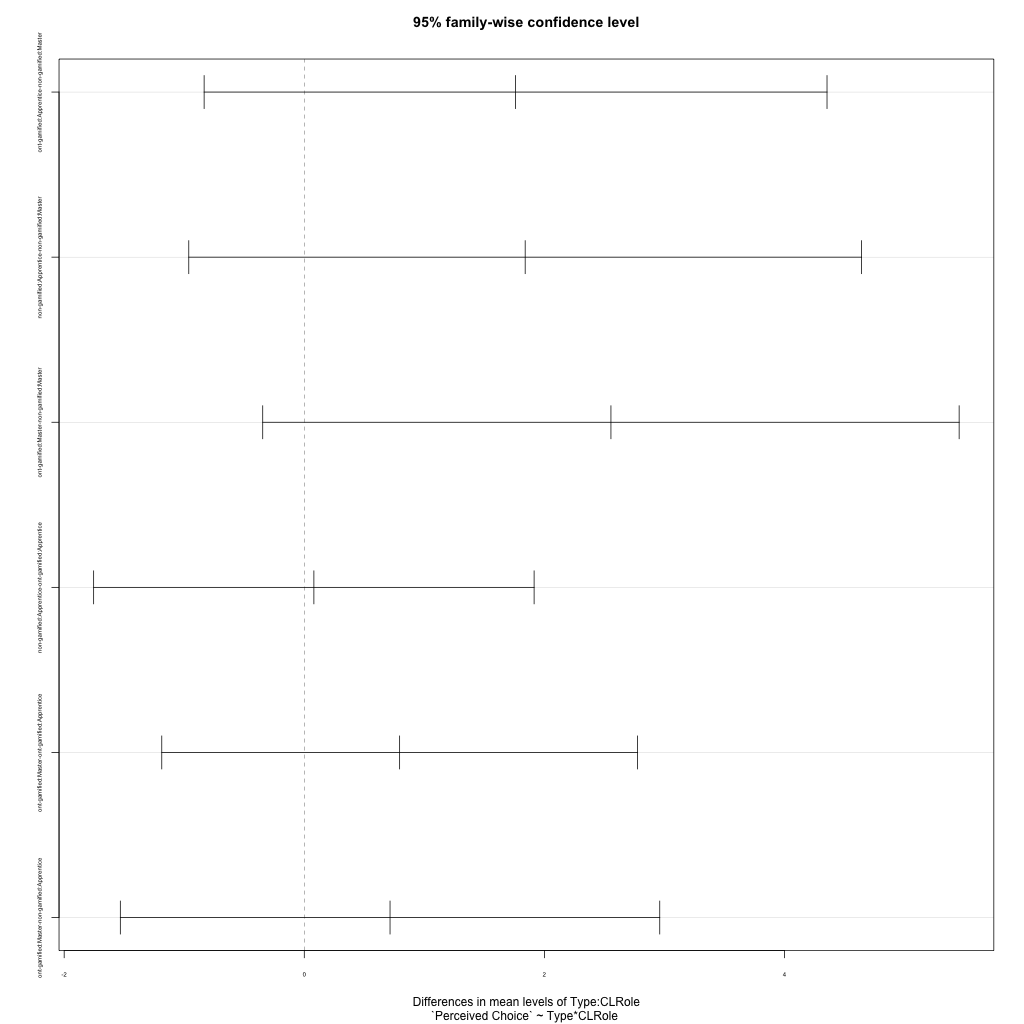 95% family-wise confidence level
ont-gamified:Apprentice-non-gamified:Master
non-gamified:Apprentice-non-gamified:Master
ont-gamified:Master-non-gamified:Master
non-gamified:Apprentice-ont-gamified:Apprentice
ont-gamified:Master-ont-gamified:Apprentice
ont-gamified:Master-non-gamified:Apprentice
-2 0 2 4
Differences in mean levels of Type:CLRole
`Perceived Choice` ~ Type*CLRole